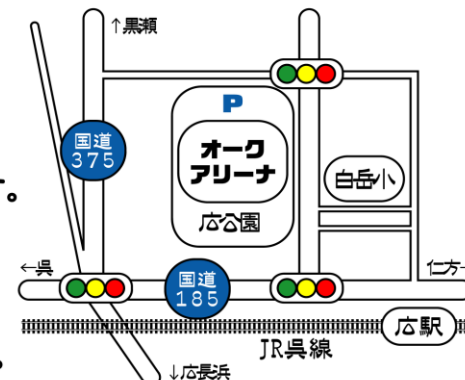 ↑黒瀬
P
国道
375
オーク
アリーナ
白岳小
す。
広公園
←呉
国道
185
仁方→
広駅
JR呉線
↓広長浜